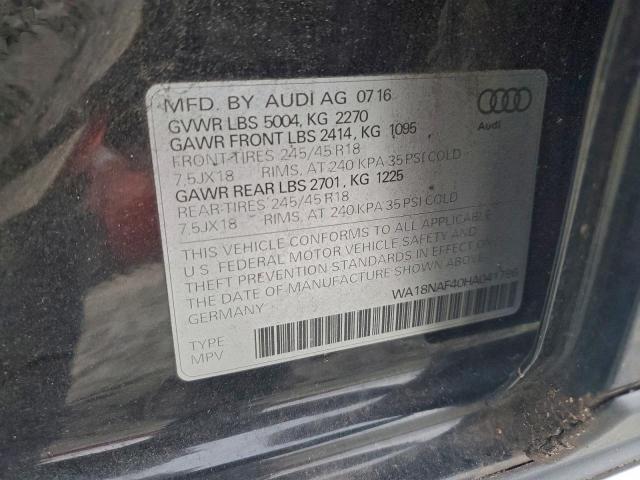 MFD. BY AUDI AG 07 16
GVWR LBS 5004, KG 2270
GAWR FRONT LBS 2414, KG 1095
FRONT-TIRES 245/45 R18
7,5JX18 RIMS, AT 240 KPA 35 PSI COLD
GAWR REAR LBS 2701, KG 1225
REAR-TIRES 245/45 R18
7,5JX18 RIMS, AT 240 KPA 35 PSI COLD
THIS VEHICLE CONFORMS TO ALL APPLICABLE
U.S. FEDERAL MOTOR VEHICLE SAFETY AND
THEFT PREVENTION STANDARDS IN EFFECT ON
THE DATE OF MANUFACTURE SHOWN ABOVE.
GERMANY
Audi
WA18NAF40HA041786
TYPE
MPV